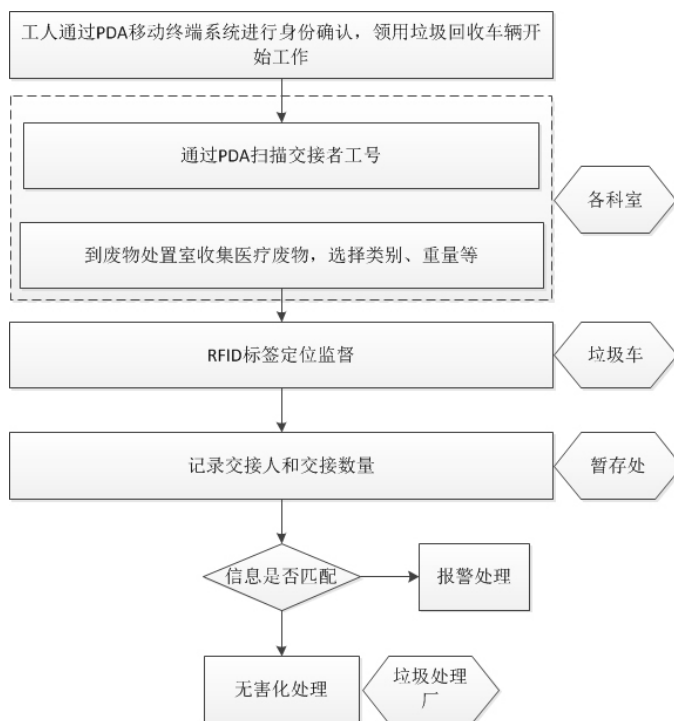 工人通过PDA移动终端系统进行身份确认，领用垃圾回收车辆开
始工作
通过PDA扫描交接者工号
各科室
到废物处置室收集医疗废物，选择类别、重量等
RFID标签定位监督
垃圾车
记录交接人和交接数量
暂存处
信息是否匹配
报警处理
无害化处理
垃圾处理
厂